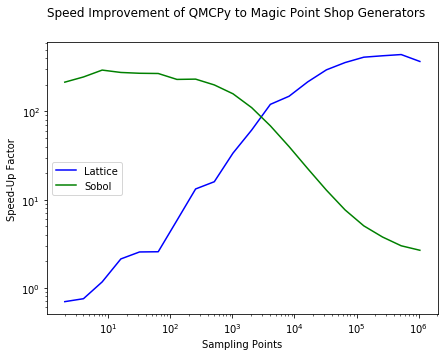 Speed Improvement of QMCPy to Magic Point Shop Generators
Speed-Up Factor
10²
10¹
10⁰
Lattice
Sobol
10¹
10²
10³
10⁴
10⁵
10⁶
Sampling Points